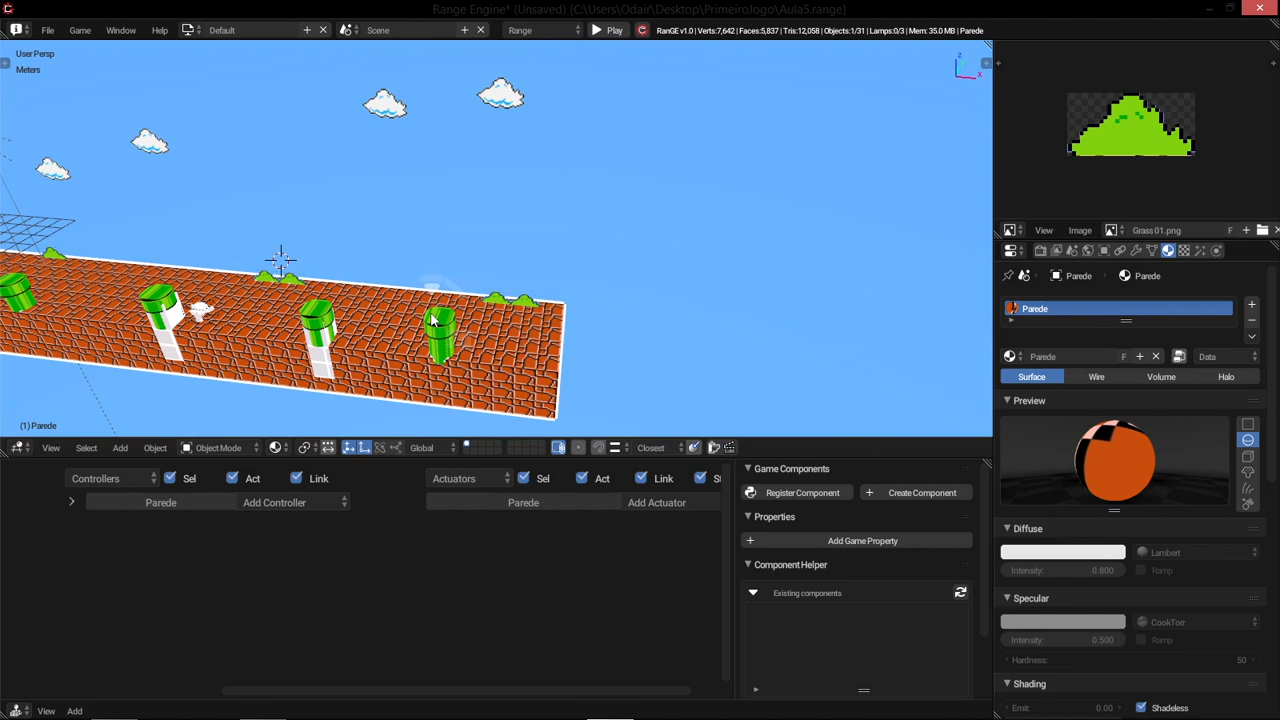 Range Engine* (Unsaved) [C:\Users\Odair\Desktop\PrimeiroJogo\Aula5.range]
File Game Window Help Default Scene Range Play RanGE v1.0 | Verts:7,642 | Faces:5,837 | Tris:12,058 | Objects:1/31 | Lamps:0/3 | Mem: 35.0 MB | Parede
User Persp
Meters
z
x
(1) Parede
View Select Add Object Object Mode Global Closest
Controllers Sel Act Link Actuators Sel Act Link St
Parede Add Controller Parede Add Actuator
Game Components
Register Component Create Component
Properties
Add Game Property
Component Helper
Existing components
View Add
View Image Grass 01.png F
Parede Parede
Parede
Parede F Data
Surface Wire Volume Halo
Preview
Diffuse
Lambert
Intensity: 0.800 Ramp
Specular
CookTorr
Intensity: 0.500 Ramp
Hardness: 50
Shading
Emit: 0.00 Shadeless